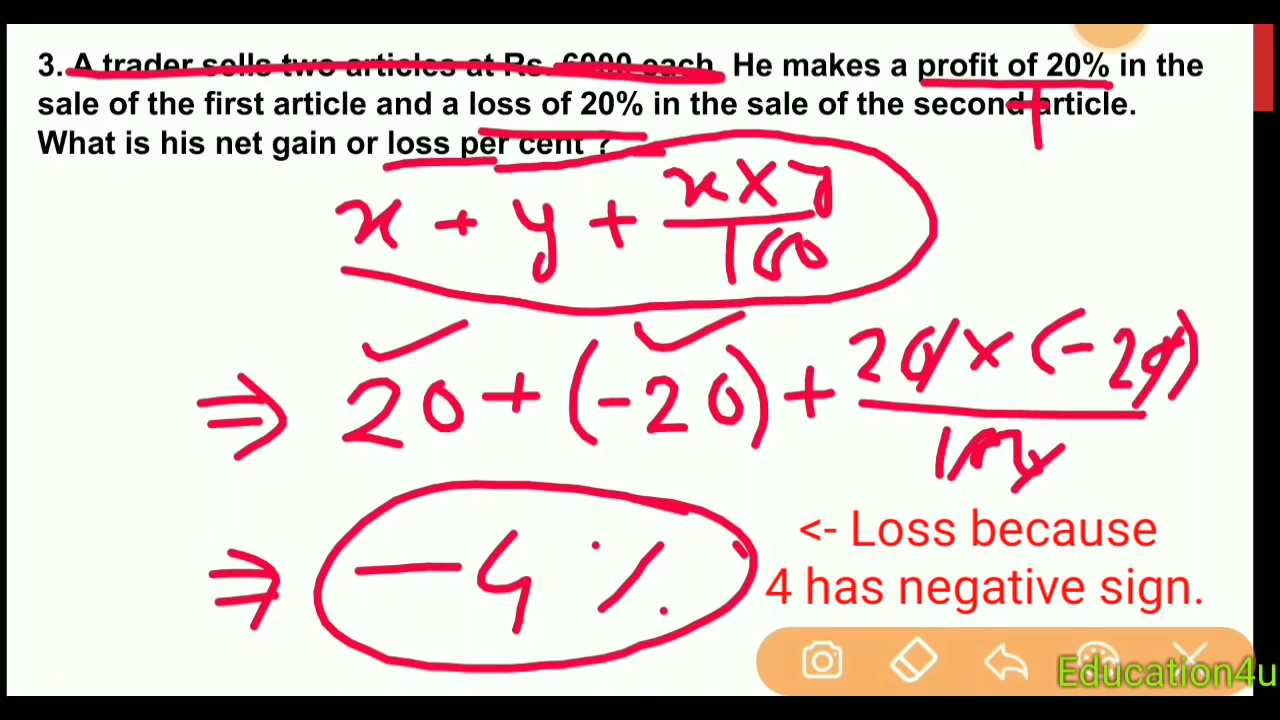 3. A trader sells two articles at Rs. 6000 each. He makes a profit of 20% in the
sale of the first article and a loss of 20% in the sale of the second article.
What is his net gain or loss per cent ?
x + y + x × y / 100
⇒ 20 + (-20) + 20 × (-20) / 100
⇒ - 4 %
<- Loss because
4 has negative sign.
Education4u